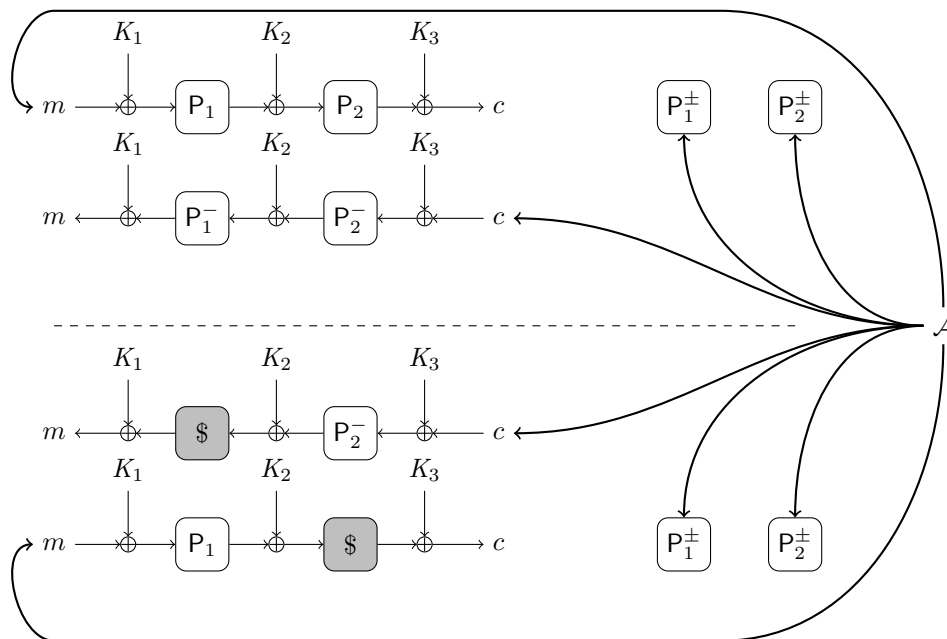 K₁ K₂ K₃
m P₁ P₂ c P₁± P₂±
K₁ K₂ K₃
m P₁⁻ P₂⁻ c
𝒜
K₁ K₂ K₃
m $ P₂⁻ c
K₁ K₂ K₃
m P₁ $ c P₁± P₂±